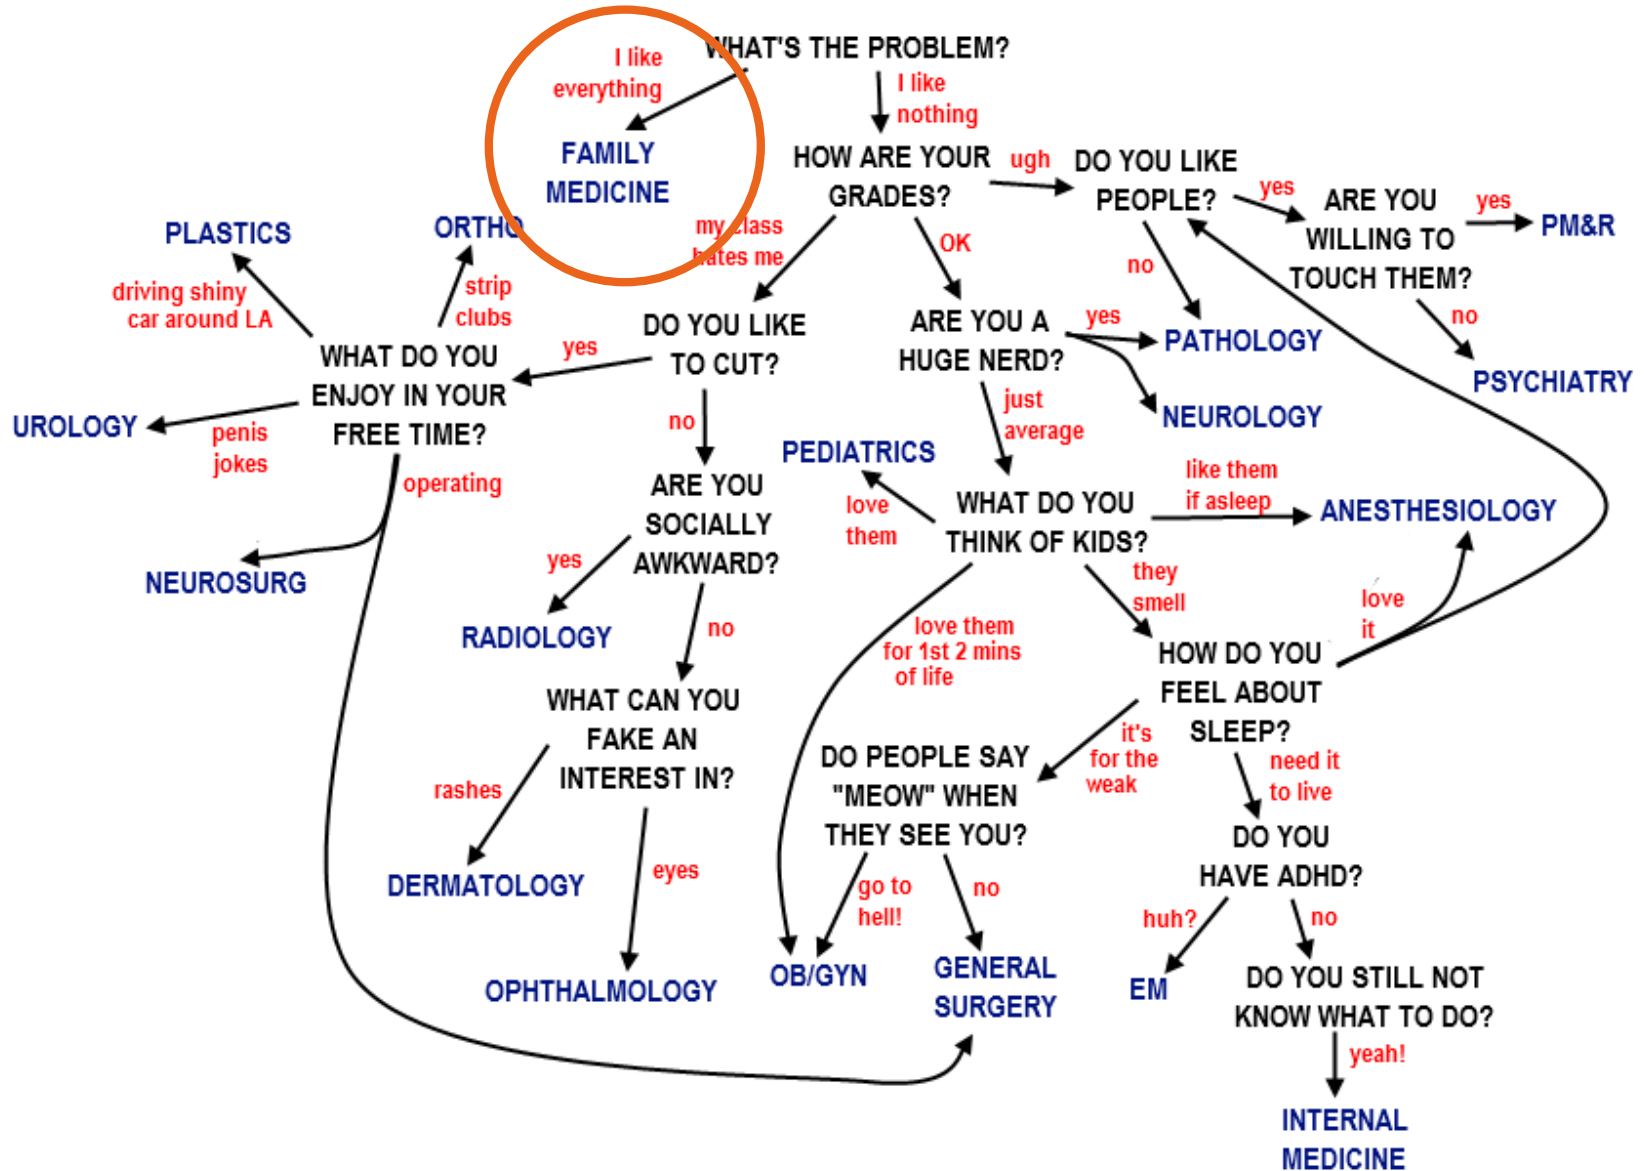 WHAT'S THE PROBLEM?
I like
everything
FAMILY
MEDICINE
I like
nothing
HOW ARE YOUR
GRADES?
ugh
DO YOU LIKE
PEOPLE?
yes
ARE YOU
WILLING TO
TOUCH THEM?
yes
PM&R
no
PSYCHIATRY
no
PATHOLOGY
my class
hates me
OK
DO YOU LIKE
TO CUT?
yes
WHAT DO YOU
ENJOY IN YOUR
FREE TIME?
driving shiny
car around LA
PLASTICS
strip
clubs
ORTHO
penis
jokes
UROLOGY
operating
NEUROSURG
no
ARE YOU
SOCIALLY
AWKWARD?
yes
RADIOLOGY
no
WHAT CAN YOU
FAKE AN
INTEREST IN?
rashes
DERMATOLOGY
eyes
OPHTHALMOLOGY
ARE YOU A
HUGE NERD?
yes
NEUROLOGY
just
average
WHAT DO YOU
THINK OF KIDS?
love
them
PEDIATRICS
like them
if asleep
ANESTHESIOLOGY
love them
for 1st 2 mins
of life
they
smell
HOW DO YOU
FEEL ABOUT
SLEEP?
love
it
it's
for the
weak
DO PEOPLE SAY
"MEOW" WHEN
THEY SEE YOU?
go to
hell!
OB/GYN
no
GENERAL
SURGERY
need it
to live
DO YOU
HAVE ADHD?
huh?
EM
no
DO YOU STILL NOT
KNOW WHAT TO DO?
yeah!
INTERNAL
MEDICINE